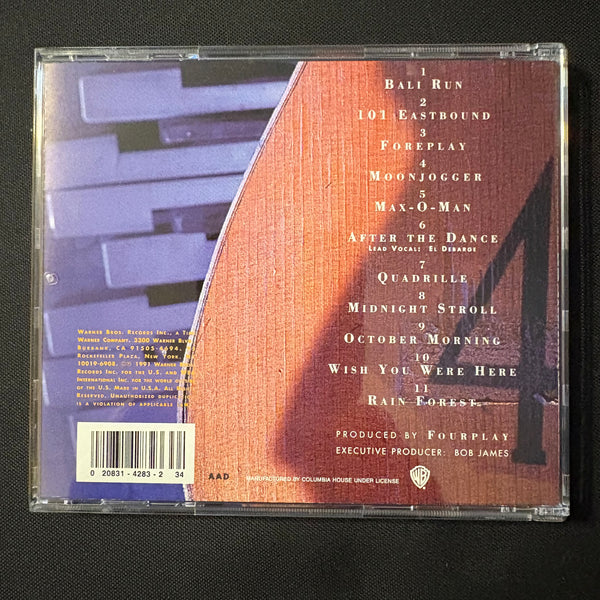 1
Bali Run
2
101 Eastbound
3
Foreplay
4
Moonjogger
5
Max-O-Man
6
After the Dance
Lead Vocal: El Debarge
7
Quadrille
8
Midnight Stroll
9
October Morning
10
Wish You Were Here
11
Rain Forest
Produced by Fourplay
Executive Producer: Bob James
4
Warner Bros. Records Inc., a
Warner Company. 3300 Warner
Burbank, CA 91505-4694.
Rockefeller Plaza, New York,
10019-6908. ℗© 1991 Warner
Records Inc. for the U.S. and
International Inc. for the world
of the U.S. Made in U.S.A. All
Reserved. Unauthorized
is a violation of applicable
0 20831-4283-2 34
AAD
MANUFACTURED BY COLUMBIA HOUSE UNDER LICENSE
WB